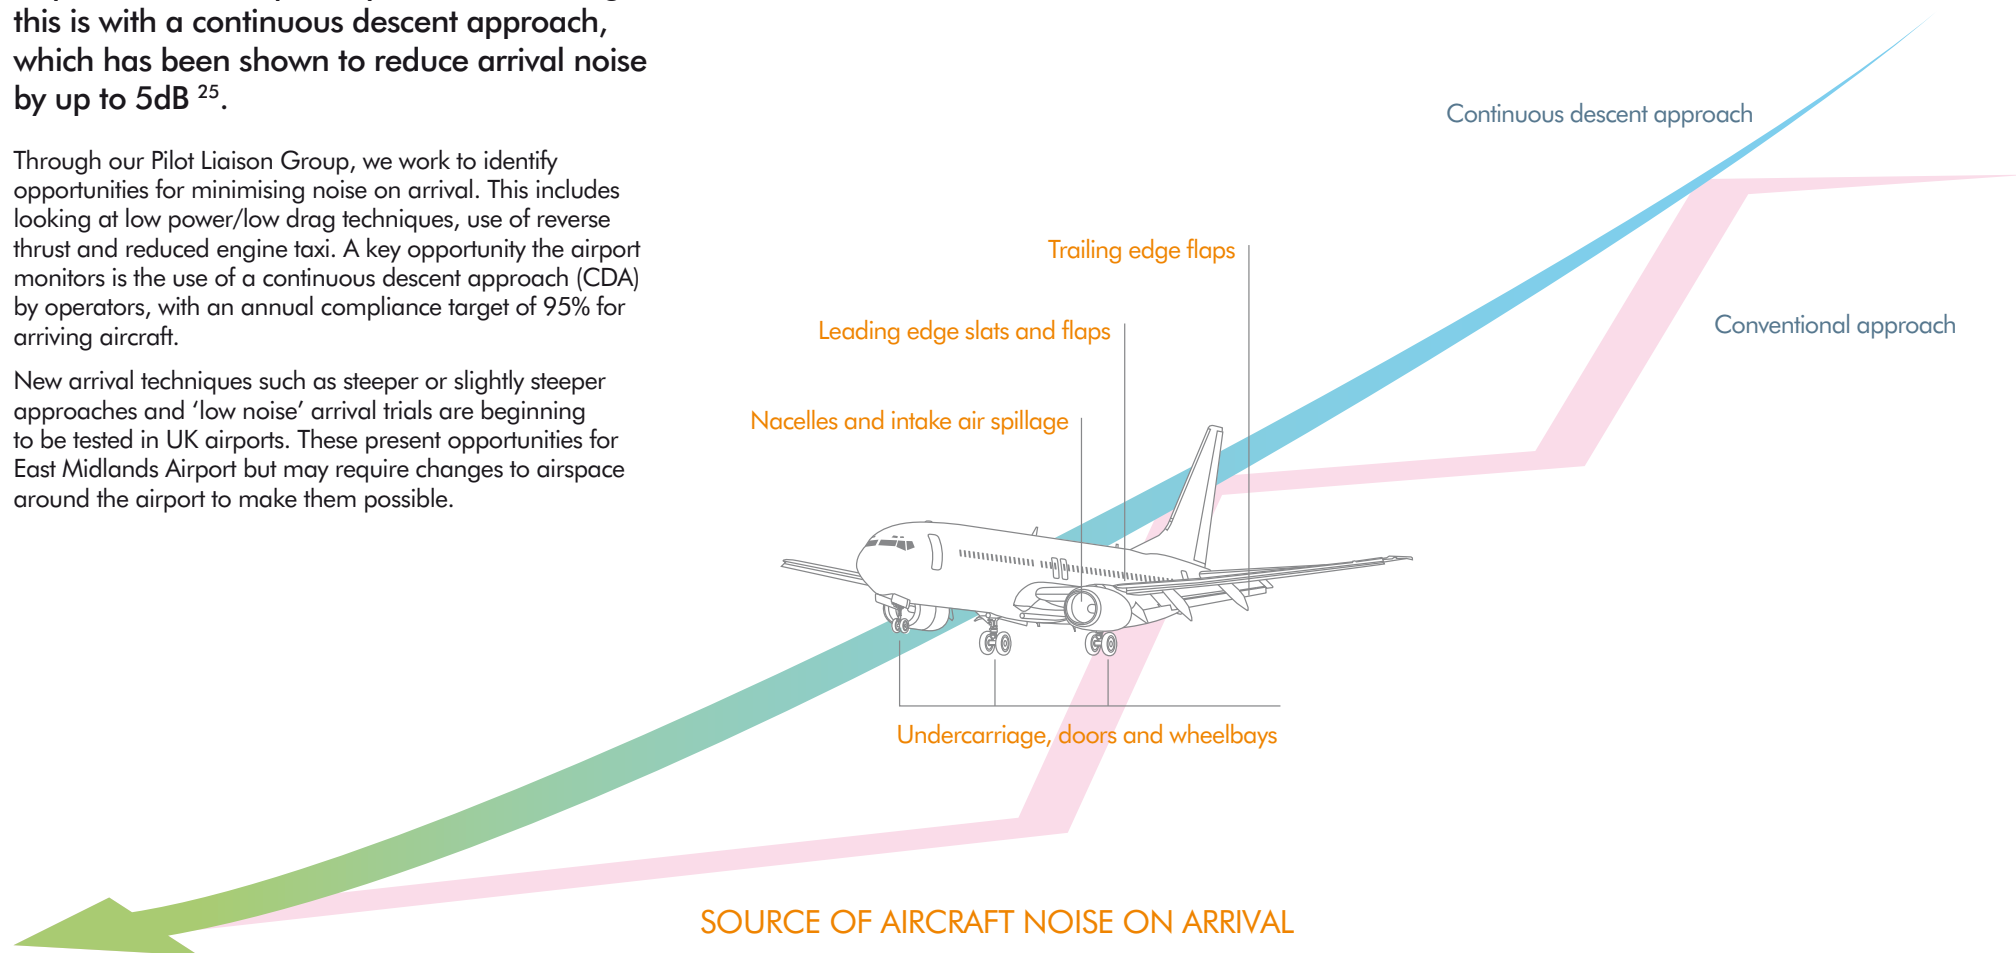 this is with a continuous descent approach,
which has been shown to reduce arrival noise
by up to 5dB ²⁵.
Through our Pilot Liaison Group, we work to identify
opportunities for minimising noise on arrival. This includes
looking at low power/low drag techniques, use of reverse
thrust and reduced engine taxi. A key opportunity the airport
monitors is the use of a continuous descent approach (CDA)
by operators, with an annual compliance target of 95% for
arriving aircraft.
New arrival techniques such as steeper or slightly steeper
approaches and ‘low noise’ arrival trials are beginning
to be tested in UK airports. These present opportunities for
East Midlands Airport but may require changes to airspace
around the airport to make them possible.
Continuous descent approach
Trailing edge flaps
Conventional approach
Leading edge slats and flaps
Nacelles and intake air spillage
Undercarriage, doors and wheelbays
SOURCE OF AIRCRAFT NOISE ON ARRIVAL